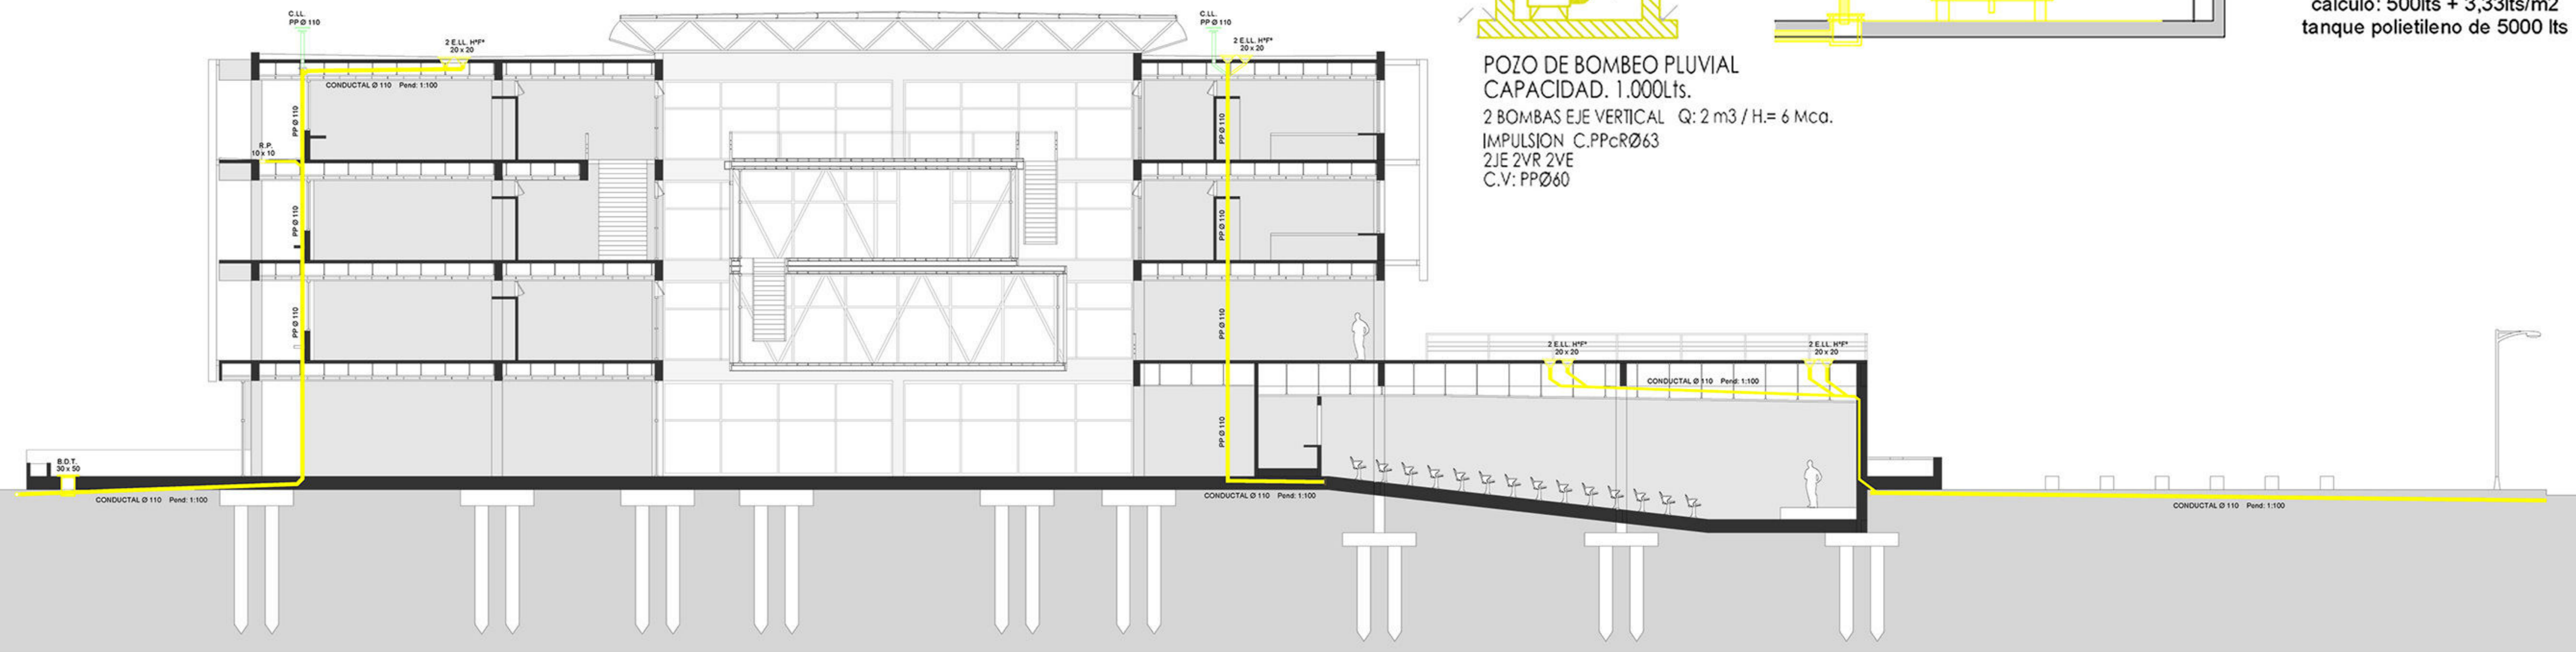 C.LL.
PP Ø 110
2 E.LL. HºFº
20 x 20
CONDUCTAL Ø 110 Pend: 1:100
PP Ø 110
R.P.
10 x 10
PP Ø 110
PP Ø 110
B.D.T.
30 x 50
CONDUCTAL Ø 110 Pend: 1:100
C.LL.
PP Ø 110
2 E.LL. HºFº
20 x 20
PP Ø 110
PP Ø 110
PP Ø 110
PP Ø 110
CONDUCTAL Ø 110 Pend: 1:100
POZO DE BOMBEO PLUVIAL
CAPACIDAD. 1.000Lts.
2 BOMBAS EJE VERTICAL Q: 2 m3 / H.= 6 Mca.
IMPULSION C.PPcRØ63
2JE 2VR 2VE
C.V: PPØ60
calculo: 500lts + 3,33lts/m2
tanque polietileno de 5000 lts
2 E.LL. HºFº
20 x 20
2 E.LL. HºFº
20 x 20
CONDUCTAL Ø 110 Pend: 1:100
CONDUCTAL Ø 110 Pend: 1:100